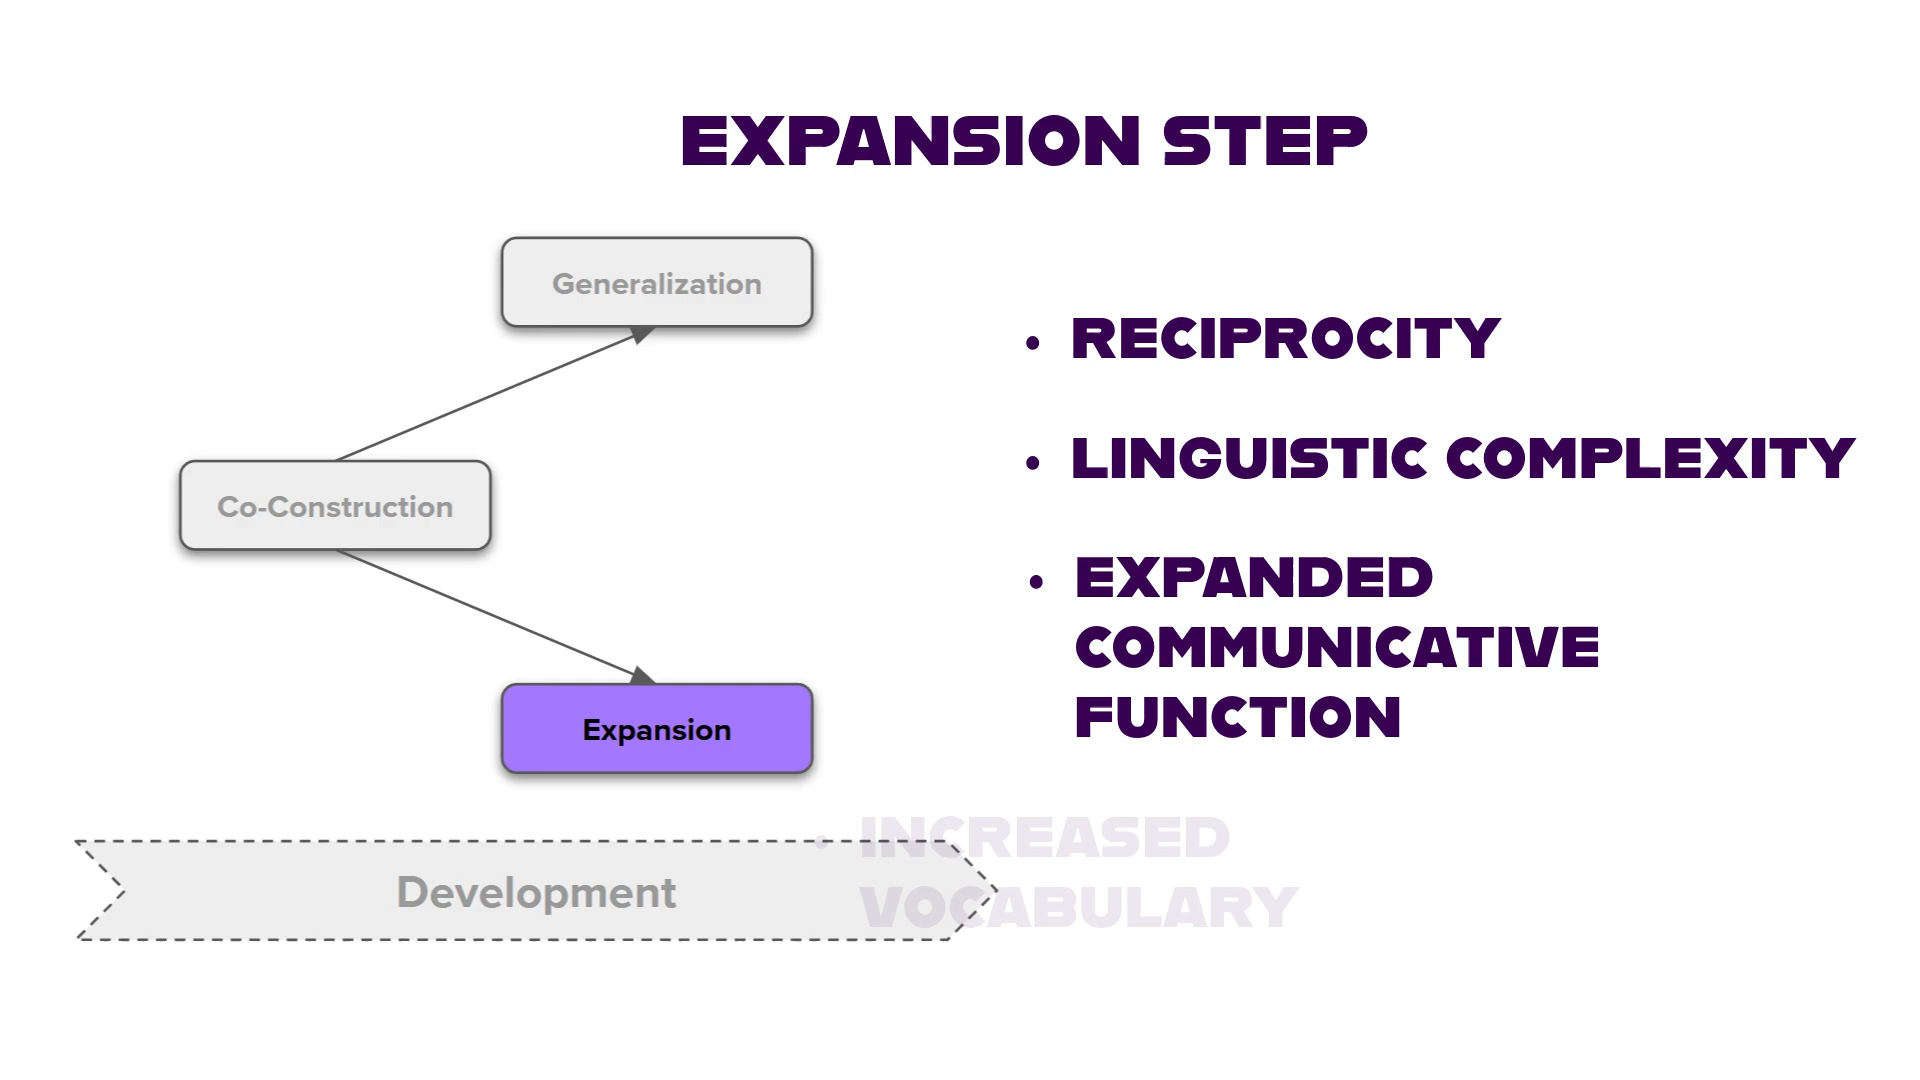 EXPANSION STEP
Generalization
Co-Construction
Expansion
Development
• RECIPROCITY
• LINGUISTIC COMPLEXITY
• EXPANDED
COMMUNICATIVE
FUNCTION
• INCREASED
VOCABULARY